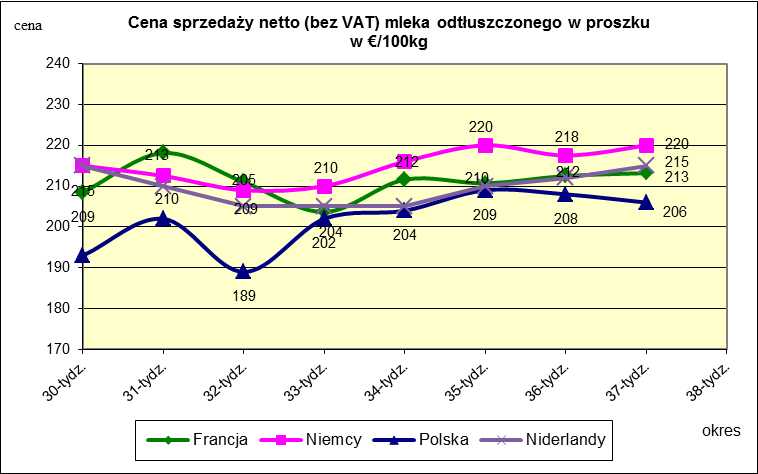 Cena sprzedaży netto (bez VAT) mleka odtłuszczonego w proszku
w €/100kg
cena
240
230
220
210
200
190
180
170
213
205
210
212
220
218
220
215
213
210
212
215
209
210
209
204
202
204
209
208
206
189
30-tydz.
31-tydz.
32-tydz.
33-tydz.
34-tydz.
35-tydz.
36-tydz.
37-tydz.
38-tydz.
okres
Francja Niemcy Polska Niderlandy